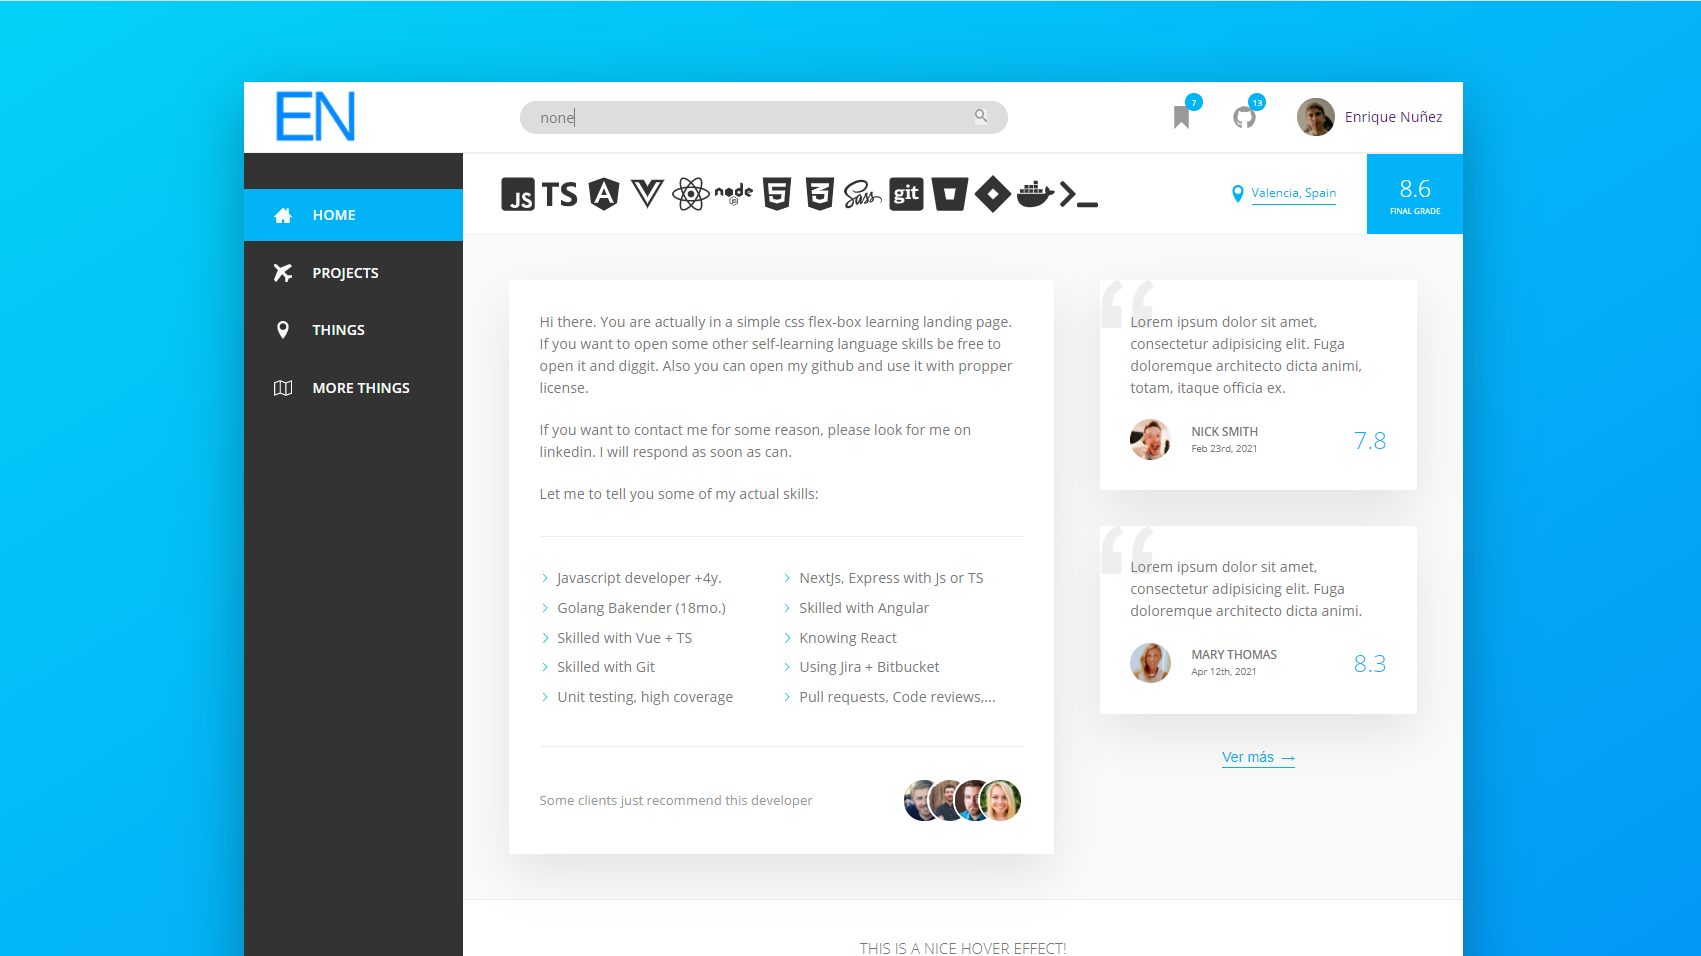 EN
none
7
13
Enrique Nuñez
JS TS A node JS 5 3 Sass git
Valencia, Spain
8.6
FINAL GRADE
HOME
PROJECTS
THINGS
MORE THINGS
Hi there. You are actually in a simple css flex-box learning landing page.
If you want to open some other self-learning language skills be free to
open it and diggit. Also you can open my github and use it with propper
license.
If you want to contact me for some reason, please look for me on
linkedin. I will respond as soon as can.
Let me to tell you some of my actual skills:
Javascript developer +4y.
Golang Bakender (18mo.)
Skilled with Vue + TS
Skilled with Git
Unit testing, high coverage
NextJs, Express with Js or TS
Skilled with Angular
Knowing React
Using Jira + Bitbucket
Pull requests, Code reviews,...
Some clients just recommend this developer
“
Lorem ipsum dolor sit amet,
consectetur adipisicing elit. Fuga
doloremque architecto dicta animi,
totam, itaque officia ex.
NICK SMITH
Feb 23rd, 2021
7.8
“
Lorem ipsum dolor sit amet,
consectetur adipisicing elit. Fuga
doloremque architecto dicta animi.
MARY THOMAS
Apr 12th, 2021
8.3
Ver más →
THIS IS A NICE HOVER EFFECT!